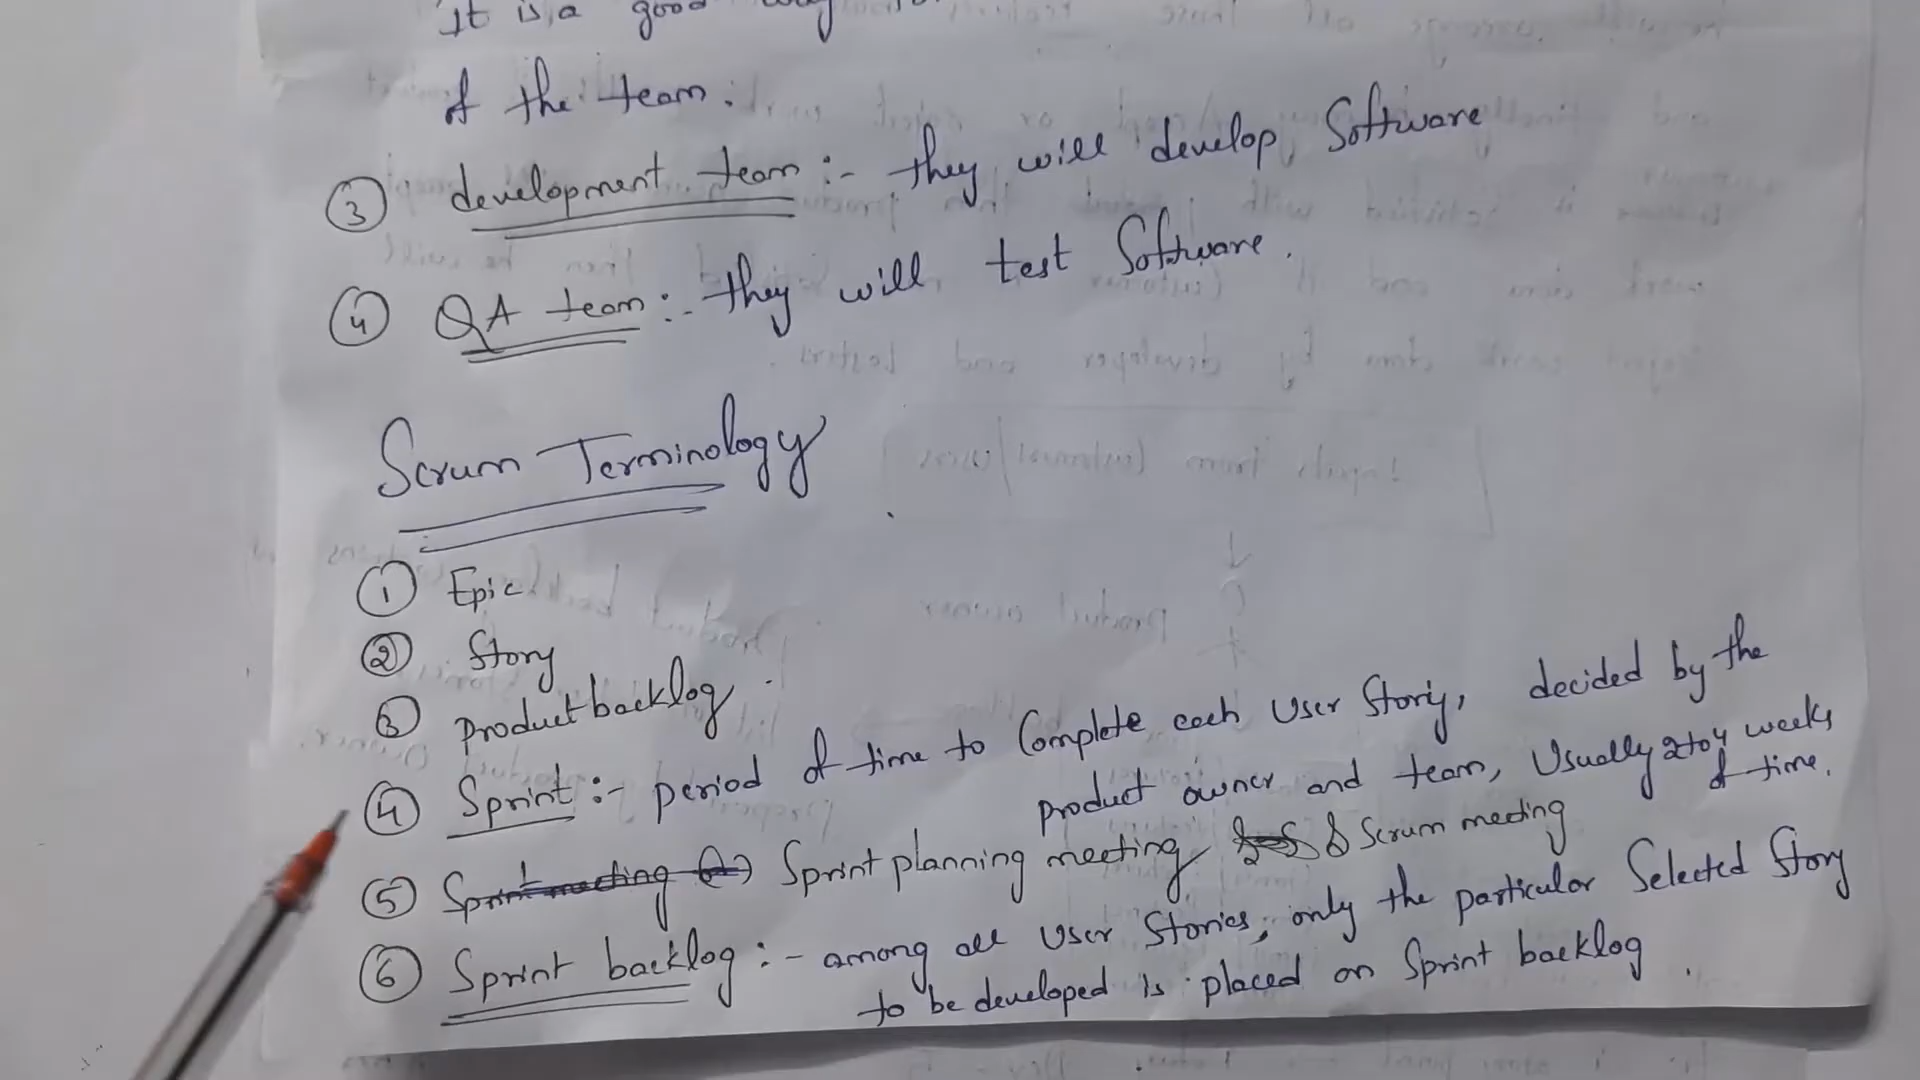 It is a good
of the team.
③ development team :- they will develop Software
④ QA team :- they will test Software.
Scrum Terminology
① Epic
② Story
③ product backlog.
④ Sprint :- period of time to Complete each User Story, decided by the
product owner and team, Usually 2 to 4 weeks
of time.
⑤ Sprint meeting Sprint planning meeting & Scrum meeting
⑥ Sprint backlog :- among all User Stories, only the particular Selected Story
to be developed is placed on Sprint backlog.